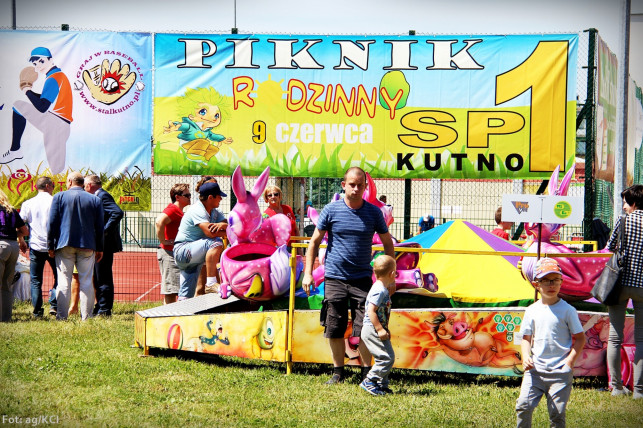 GRAJ W BASEBALL
www.stalkutno.pl
PIKNIK
RODZINNY
9 czerwca
SP 1
KUTNO
Fot: ag/KCI